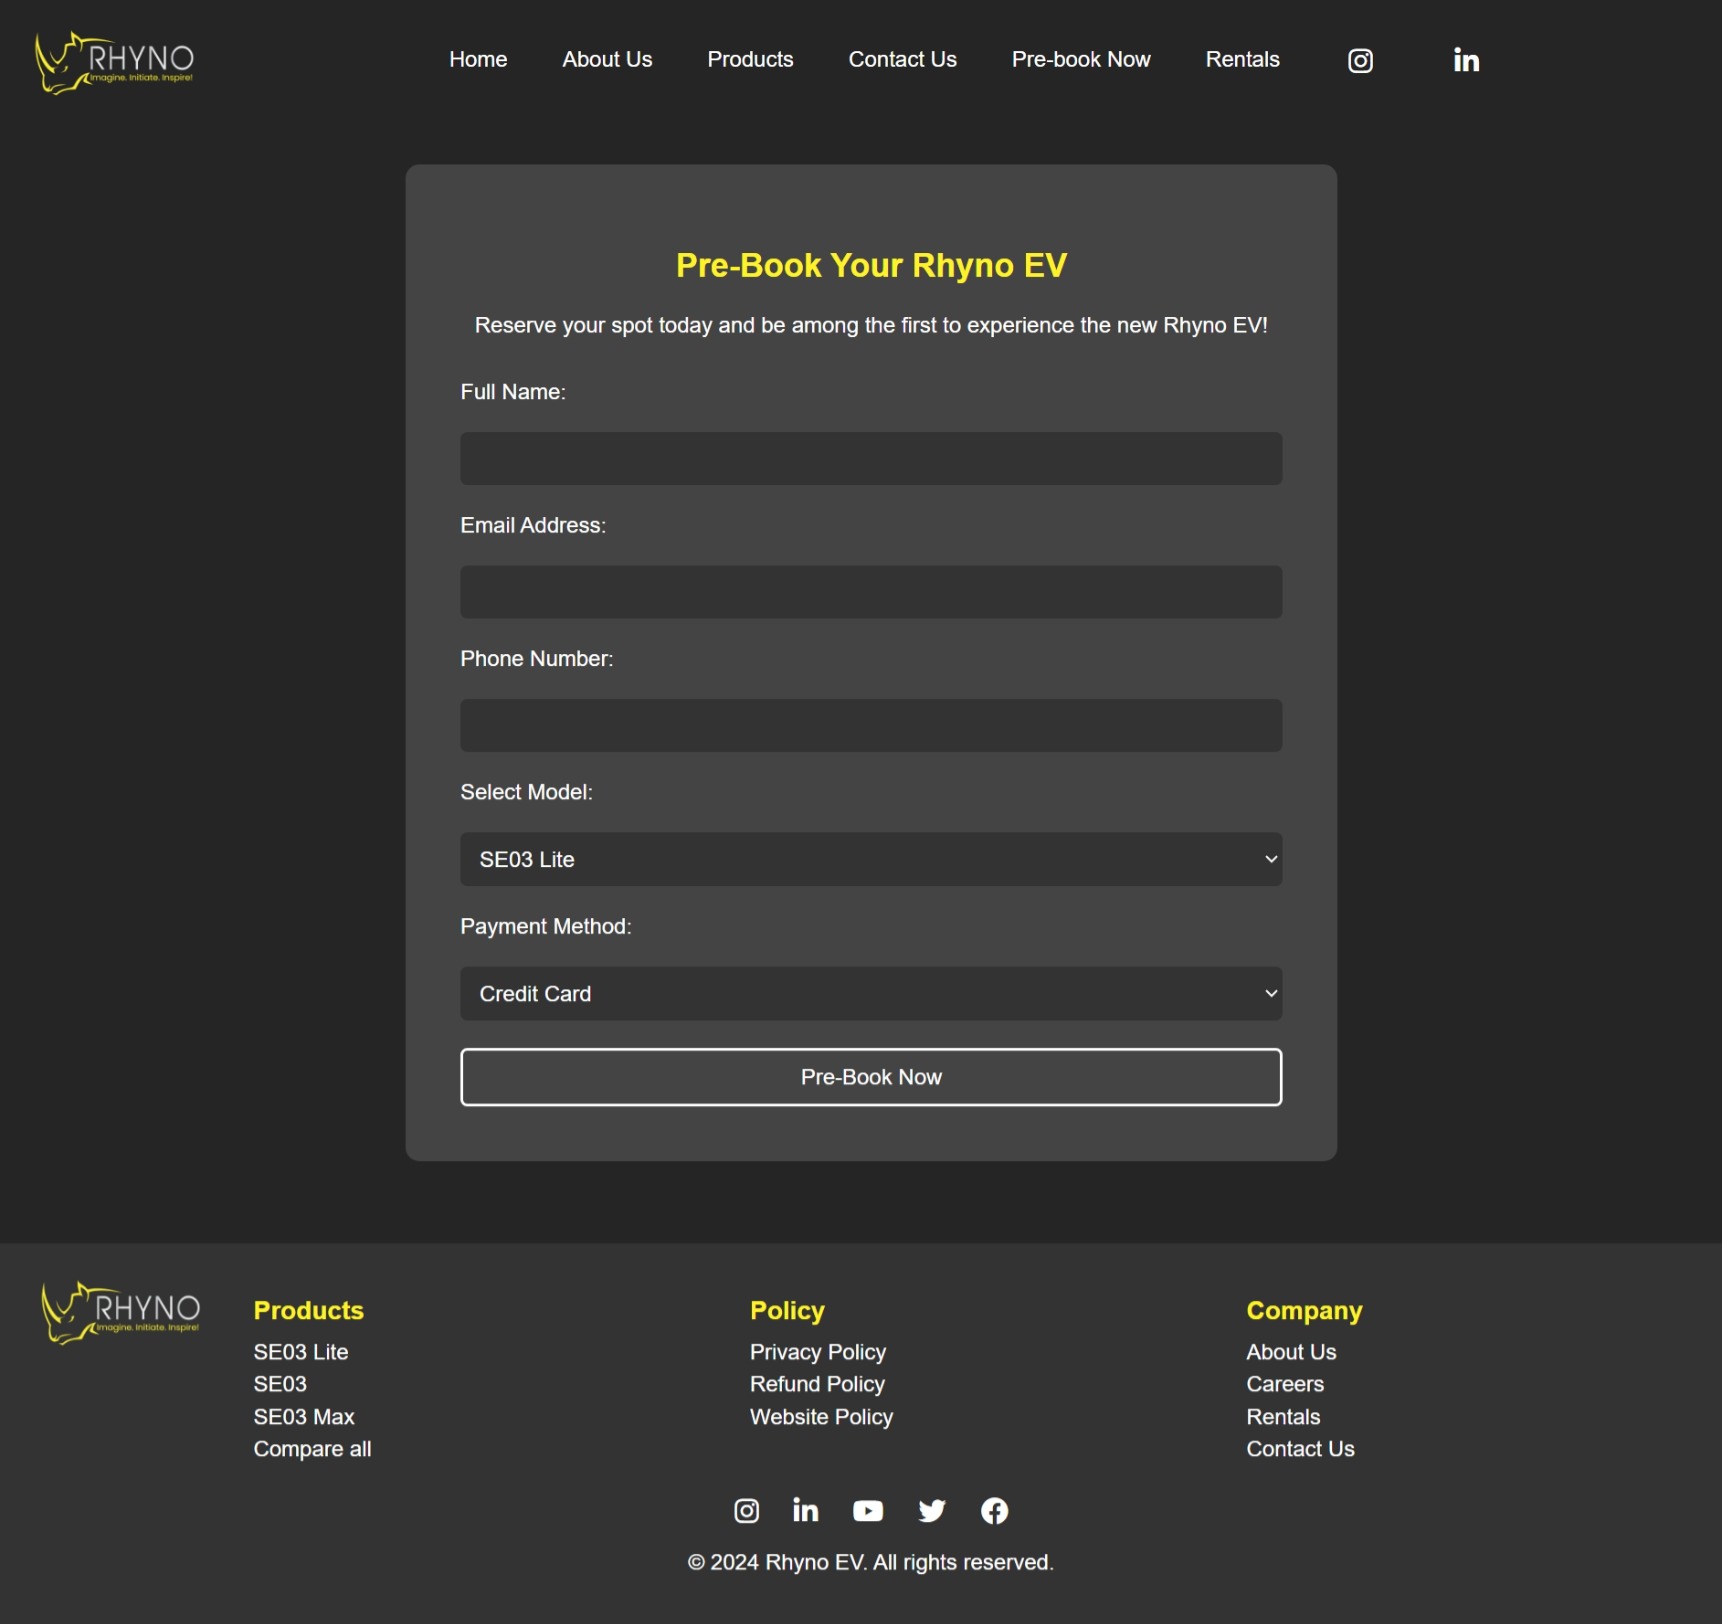 RHYNO
Imagine. Initiate. Inspire!
Home About Us Products Contact Us Pre-book Now Rentals
Pre-Book Your Rhyno EV
Reserve your spot today and be among the first to experience the new Rhyno EV!
Full Name:
Email Address:
Phone Number:
Select Model:
SE03 Lite
Payment Method:
Credit Card
Pre-Book Now
RHYNO
Imagine. Initiate. Inspire!
Products
SE03 Lite
SE03
SE03 Max
Compare all
Policy
Privacy Policy
Refund Policy
Website Policy
Company
About Us
Careers
Rentals
Contact Us
© 2024 Rhyno EV. All rights reserved.